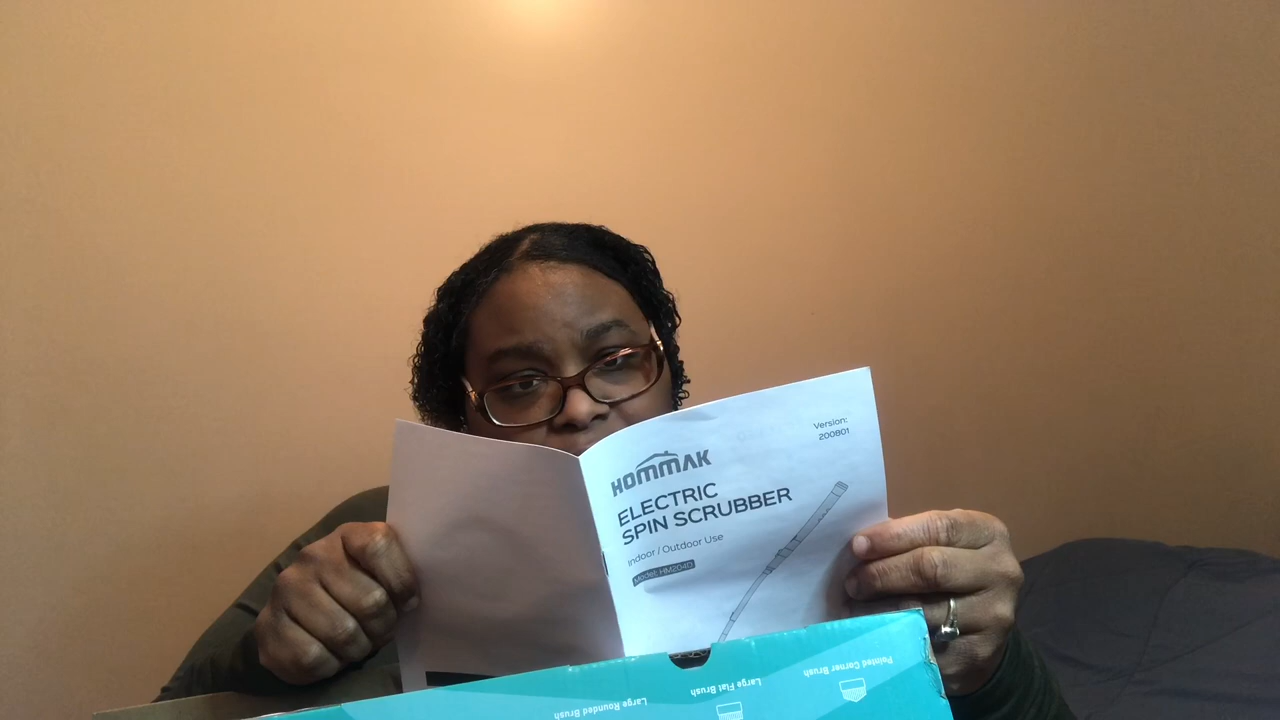 HOMMAK
Version:
200801
ELECTRIC
SPIN SCRUBBER
Indoor / Outdoor Use
Model: HM204D
Large Rounded Brush
Large Flat Brush
Pointed Corner Brush